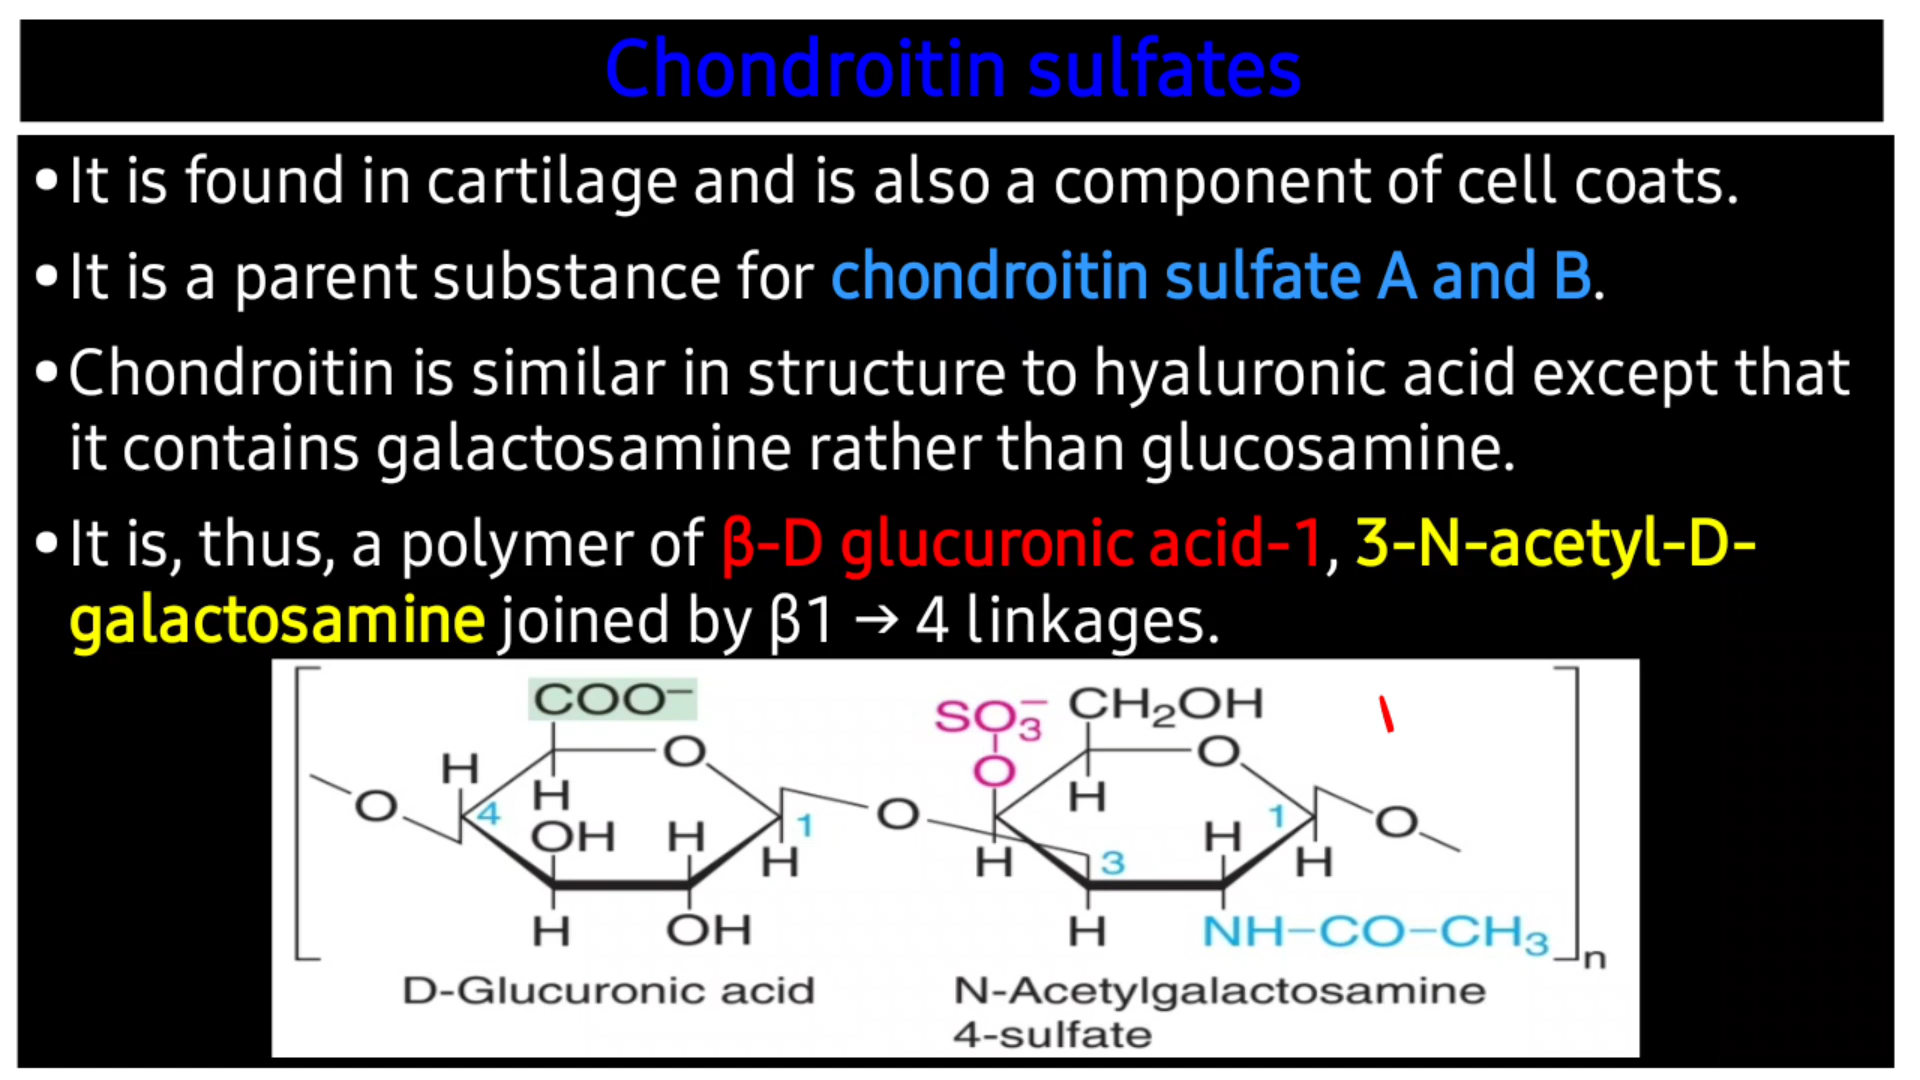 Chondroitin sulfates
•It is found in cartilage and is also a component of cell coats.
•It is a parent substance for chondroitin sulfate A and B.
•Chondroitin is similar in structure to hyaluronic acid except that
it contains galactosamine rather than glucosamine.
•It is, thus, a polymer of β-D glucuronic acid-1, 3-N-acetyl-D-
galactosamine joined by β1 → 4 linkages.
COO⁻
SO₃⁻ CH₂OH
H O O
H H
O 4 O 1 O 1 O
OH H H
H H 3 H
H OH H NH–CO–CH₃
n
D-Glucuronic acid N-Acetylgalactosamine
4-sulfate